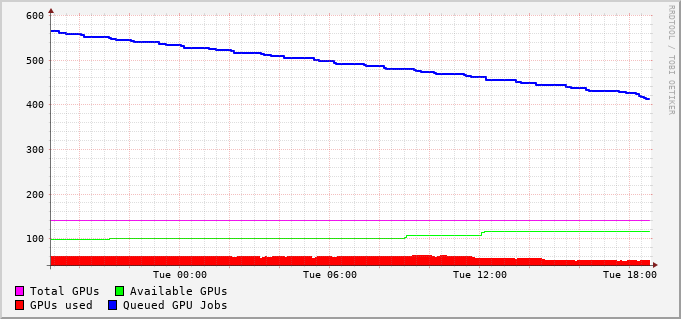 600
500
400
300
200
100
Tue 00:00 Tue 06:00 Tue 12:00 Tue 18:00
Total GPUs Available GPUs
GPUs used Queued GPU Jobs
RRDTOOL / TOBI OETIKER